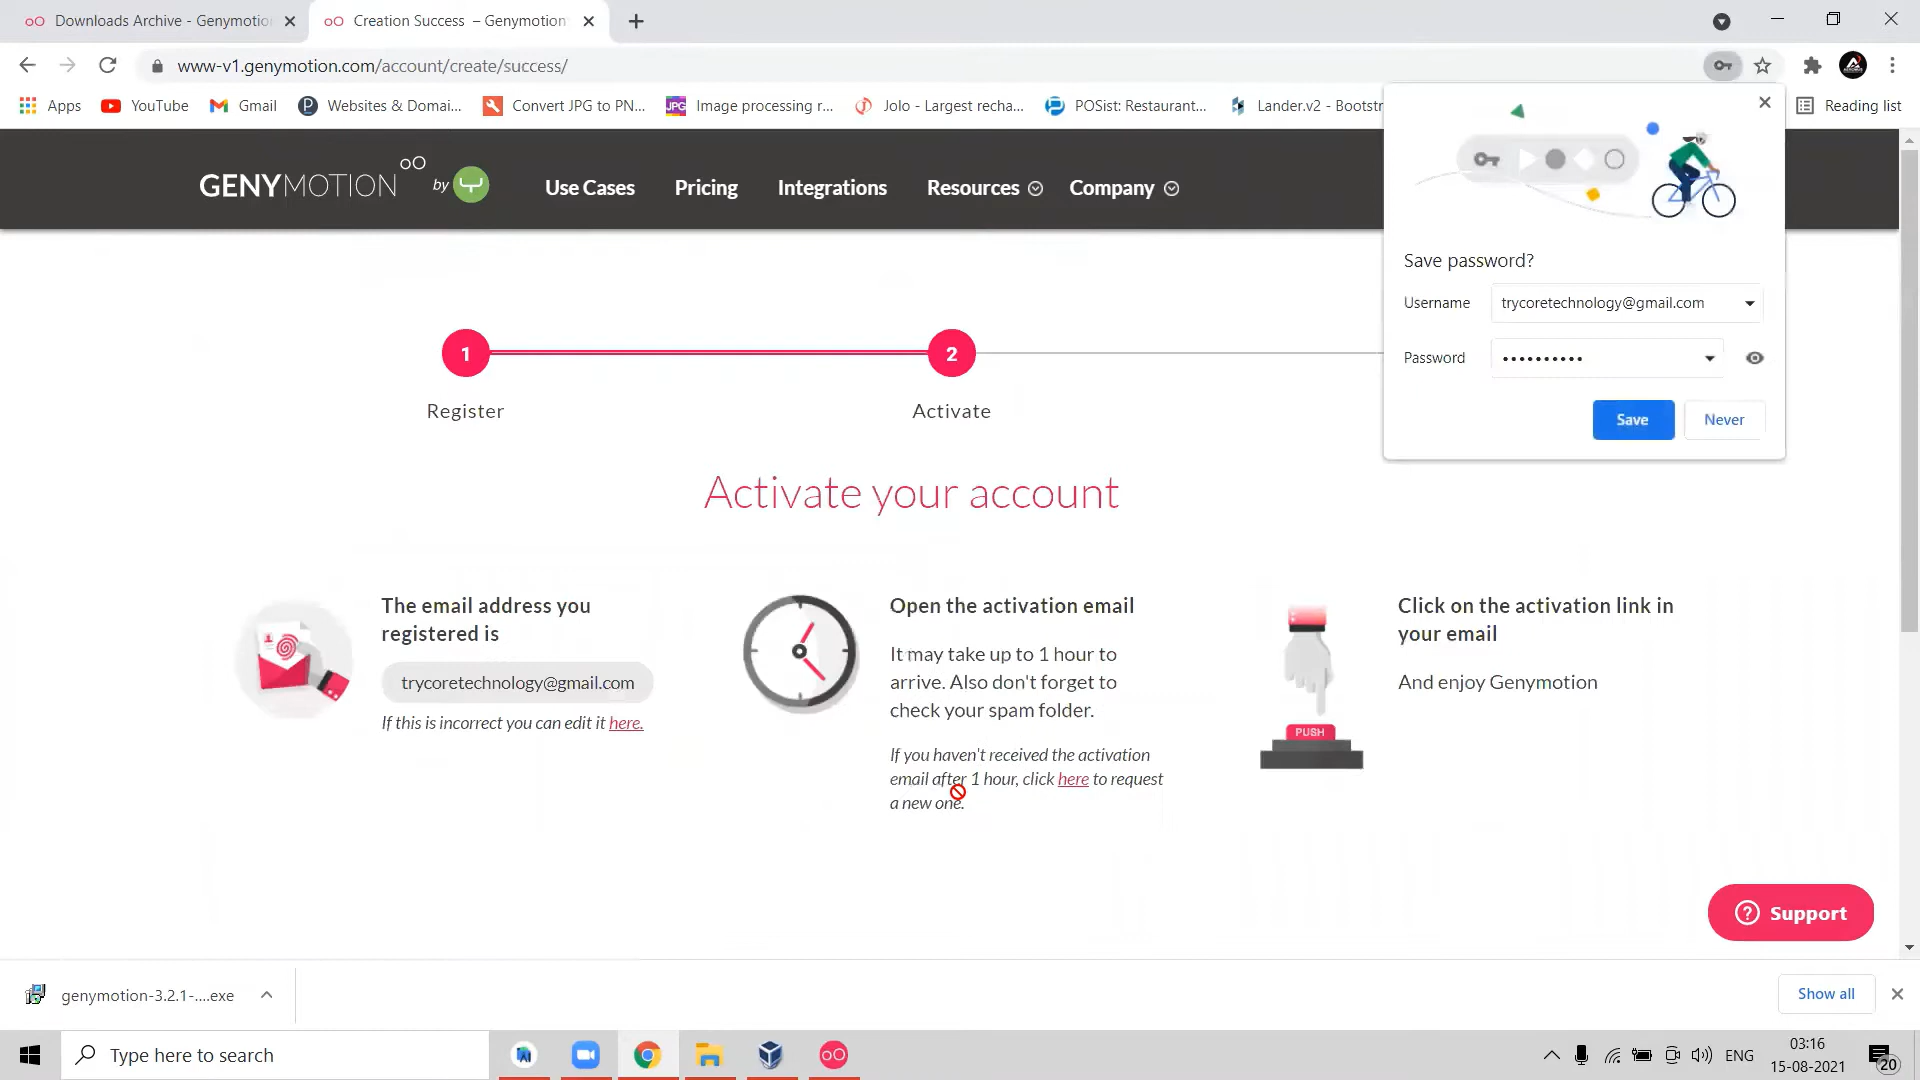 Downloads Archive - Genymotio
Creation Success – Genymotion
www-v1.genymotion.com/account/create/success/
Apps
YouTube
Gmail
Websites & Domai...
Convert JPG to PN...
JPG
Image processing r...
Jolo - Largest recha...
POSist: Restaurant...
Lander.v2 - Bootstr
Reading list
GENYMOTION by
Use Cases
Pricing
Integrations
Resources
Company
Save password?
Username
trycoretechnology@gmail.com
Password
••••••••••
Save
Never
1
2
Register
Activate
Activate your account
The email address you
registered is
trycoretechnology@gmail.com
If this is incorrect you can edit it here.
Open the activation email
It may take up to 1 hour to
arrive. Also don't forget to
check your spam folder.
If you haven't received the activation
email after 1 hour, click here to request
a new one.
PUSH
Click on the activation link in
your email
And enjoy Genymotion
Support
genymotion-3.2.1-....exe
Show all
Type here to search
ENG
03:16
15-08-2021
20